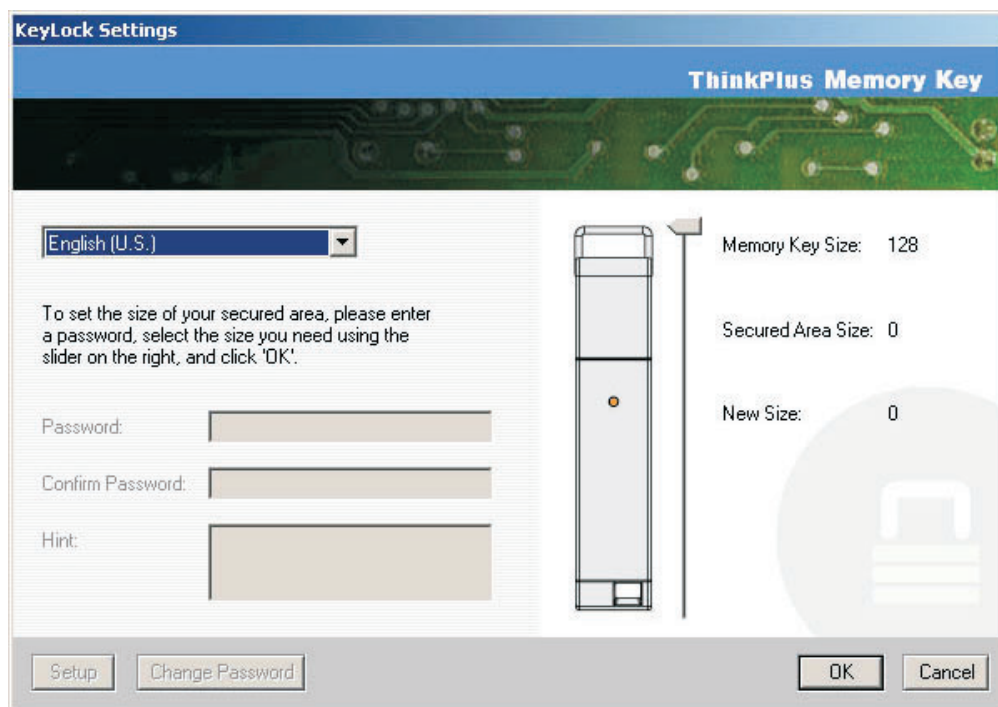 KeyLock Settings
ThinkPlus Memory Key
English (U.S.)
To set the size of your secured area, please enter
a password, select the size you need using the
slider on the right, and click 'OK'.
Password:
Confirm Password:
Hint:
Memory Key Size: 128
Secured Area Size: 0
New Size: 0
Setup
Change Password
OK
Cancel